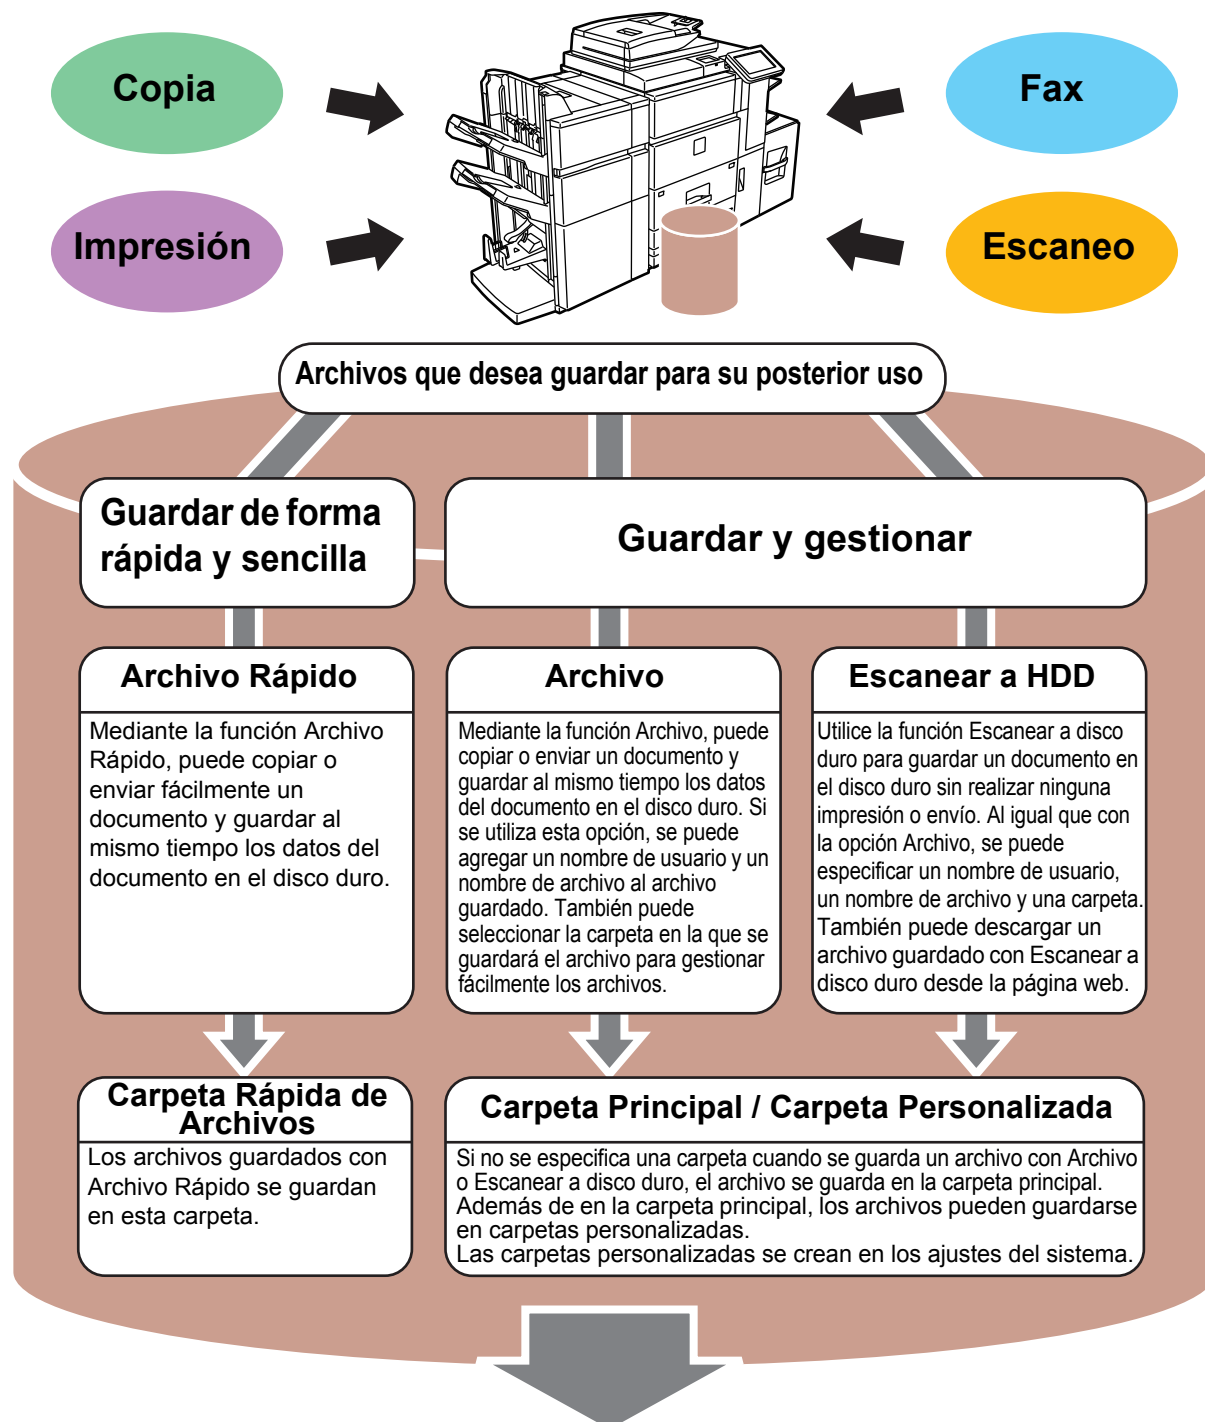 Copia
Fax
Impresión
Escaneo
Archivos que desea guardar para su posterior uso
Guardar de forma
rápida y sencilla
Guardar y gestionar
Archivo Rápido
Mediante la función Archivo
Rápido, puede copiar o
enviar fácilmente un
documento y guardar al
mismo tiempo los datos del
documento en el disco duro.
Archivo
Mediante la función Archivo, puede
copiar o enviar un documento y
guardar al mismo tiempo los datos
del documento en el disco duro. Si
se utiliza esta opción, se puede
agregar un nombre de usuario y un
nombre de archivo al archivo
guardado. También puede
seleccionar la carpeta en la que se
guardará el archivo para gestionar
fácilmente los archivos.
Escanear a HDD
Utilice la función Escanear a disco
duro para guardar un documento en
el disco duro sin realizar ninguna
impresión o envío. Al igual que con
la opción Archivo, se puede
especificar un nombre de usuario,
un nombre de archivo y una carpeta.
También puede descargar un
archivo guardado con Escanear a
disco duro desde la página web.
Carpeta Rápida de
Archivos
Los archivos guardados con
Archivo Rápido se guardan
en esta carpeta.
Carpeta Principal / Carpeta Personalizada
Si no se especifica una carpeta cuando se guarda un archivo con Archivo
o Escanear a disco duro, el archivo se guarda en la carpeta principal.
Además de en la carpeta principal, los archivos pueden guardarse
en carpetas personalizadas.
Las carpetas personalizadas se crean en los ajustes del sistema.